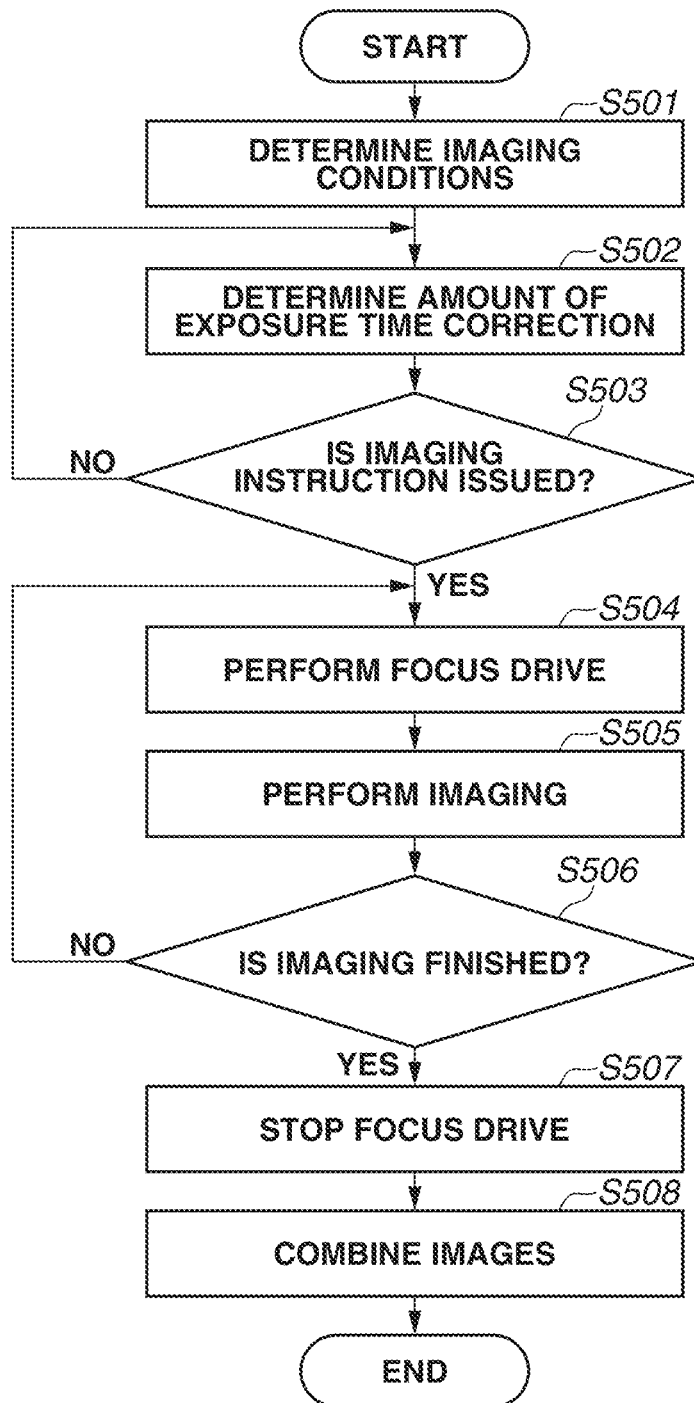 START
S501
DETERMINE IMAGING
CONDITIONS
S502
DETERMINE AMOUNT OF
EXPOSURE TIME CORRECTION
S503
IS IMAGING
INSTRUCTION ISSUED?
NO
YES
S504
PERFORM FOCUS DRIVE
S505
PERFORM IMAGING
S506
IS IMAGING FINISHED?
NO
YES
S507
STOP FOCUS DRIVE
S508
COMBINE IMAGES
END